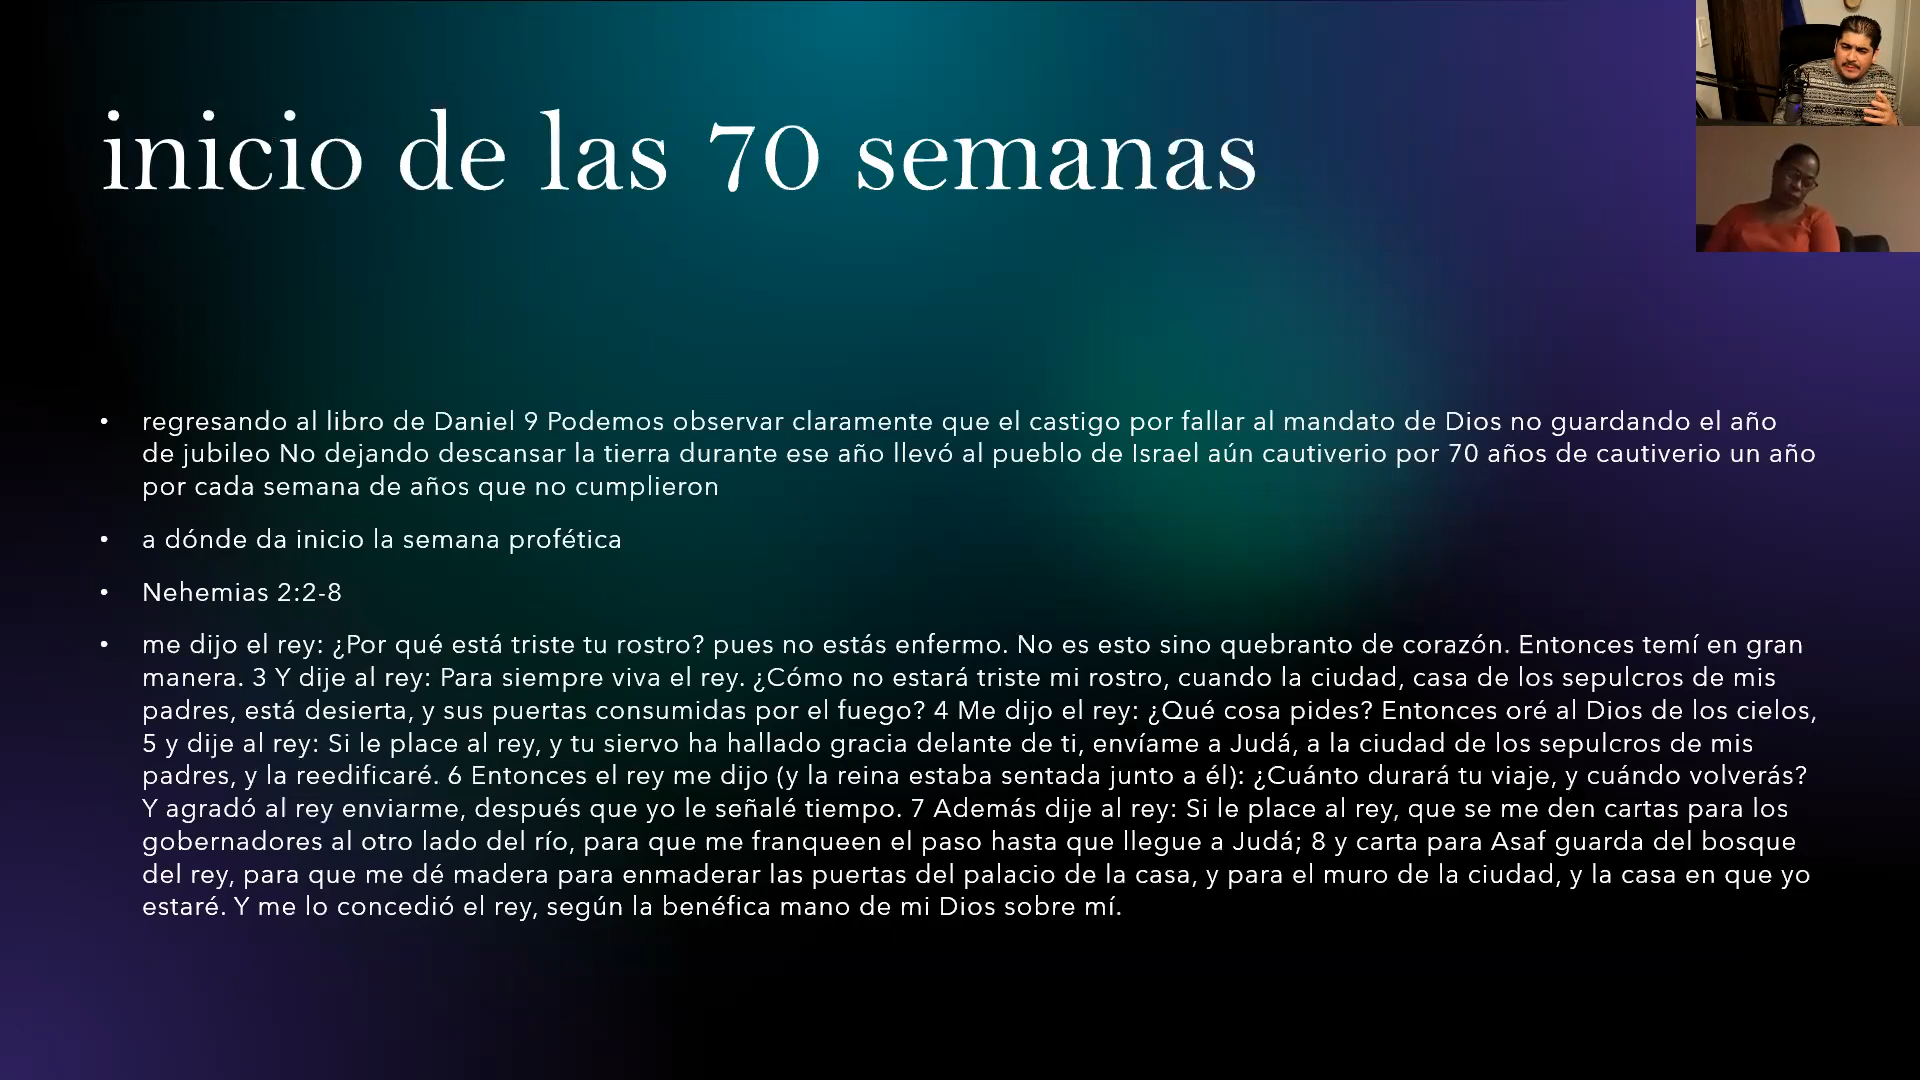 inicio de las 70 semanas
• regresando al libro de Daniel 9 Podemos observar claramente que el castigo por fallar al mandato de Dios no guardando el año
de jubileo No dejando descansar la tierra durante ese año llevó al pueblo de Israel aún cautiverio por 70 años de cautiverio un año
por cada semana de años que no cumplieron
• a dónde da inicio la semana profética
• Nehemias 2:2-8
• me dijo el rey: ¿Por qué está triste tu rostro? pues no estás enfermo. No es esto sino quebranto de corazón. Entonces temí en gran
manera. 3 Y dije al rey: Para siempre viva el rey. ¿Cómo no estará triste mi rostro, cuando la ciudad, casa de los sepulcros de mis
padres, está desierta, y sus puertas consumidas por el fuego? 4 Me dijo el rey: ¿Qué cosa pides? Entonces oré al Dios de los cielos,
5 y dije al rey: Si le place al rey, y tu siervo ha hallado gracia delante de ti, envíame a Judá, a la ciudad de los sepulcros de mis
padres, y la reedificaré. 6 Entonces el rey me dijo (y la reina estaba sentada junto a él): ¿Cuánto durará tu viaje, y cuándo volverás?
Y agradó al rey enviarme, después que yo le señalé tiempo. 7 Además dije al rey: Si le place al rey, que se me den cartas para los
gobernadores al otro lado del río, para que me franqueen el paso hasta que llegue a Judá; 8 y carta para Asaf guarda del bosque
del rey, para que me dé madera para enmaderar las puertas del palacio de la casa, y para el muro de la ciudad, y la casa en que yo
estaré. Y me lo concedió el rey, según la benéfica mano de mi Dios sobre mí.